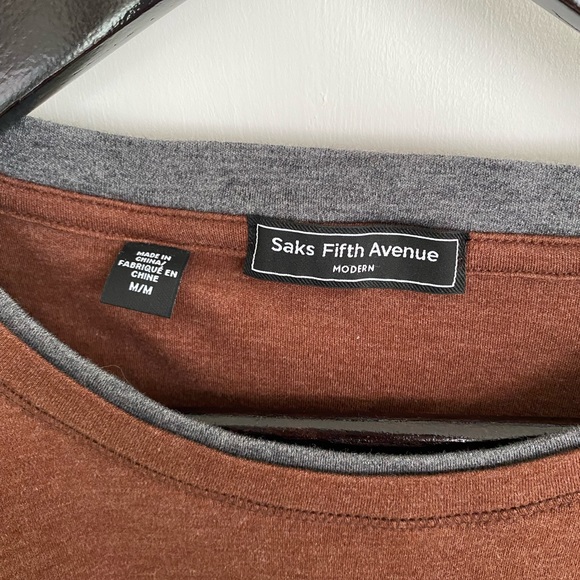 Saks Fifth Avenue
MODERN
MADE IN
CHINA/
FABRIQUÉ EN
CHINE
M/M